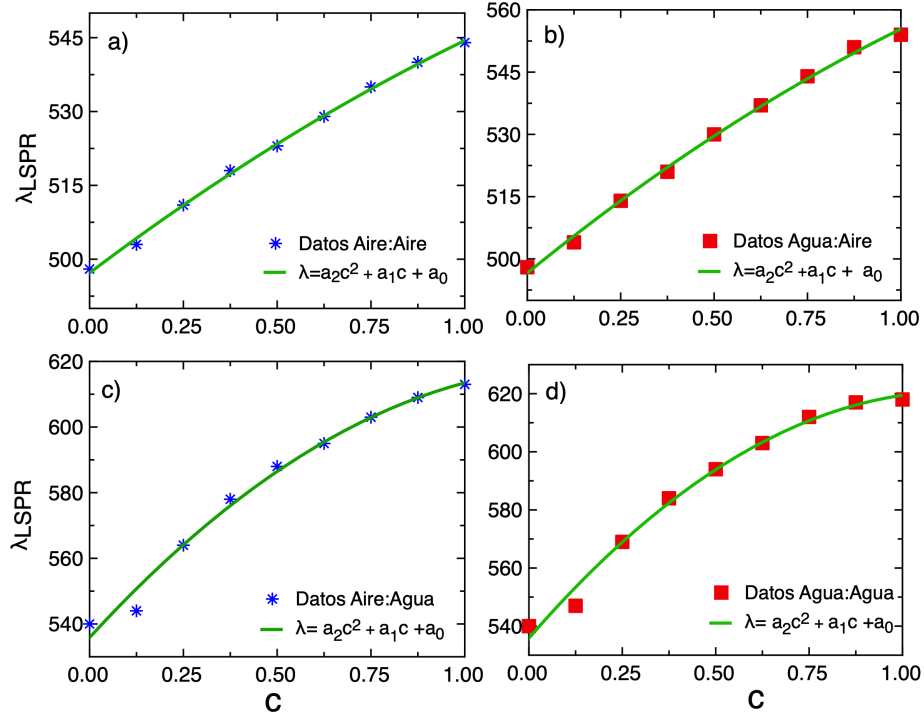 a)
545
530
515
500
λLSPR
Datos Aire:Aire
λ=a₂c² + a₁c + a₀
0.00 0.25 0.50 0.75 1.00
b)
560
545
530
515
500
Datos Agua:Aire
λ=a₂c² +a₁c + a₀
0.00 0.25 0.50 0.75 1.00
c)
620
600
580
560
540
λLSPR
Datos Aire:Agua
λ= a₂c² + a₁c +a₀
0.00 0.25 0.50 0.75 1.00
c
d)
620
600
580
560
540
Datos Agua:Agua
λ= a₂c² + a₁c +a₀
0.00 0.25 0.50 0.75 1.00
c